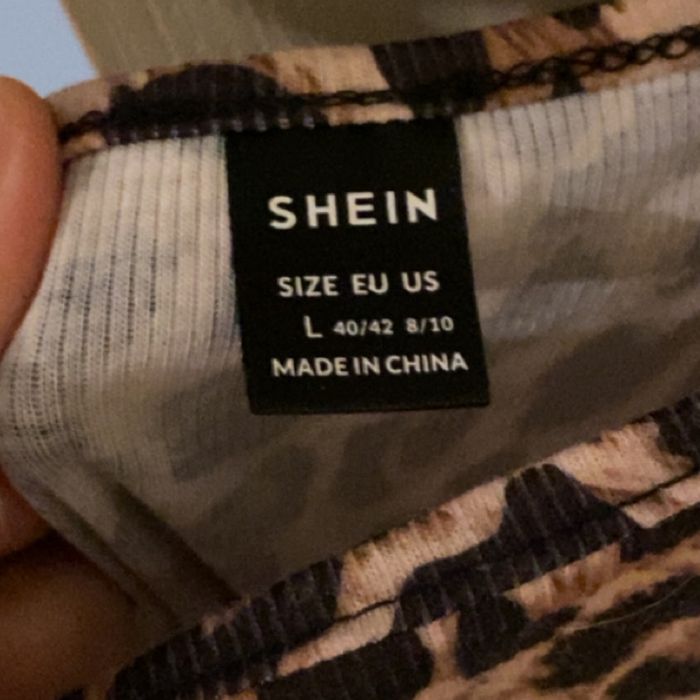 SHEIN
SIZE EU US
L 40/42 8/10
MADE IN CHINA